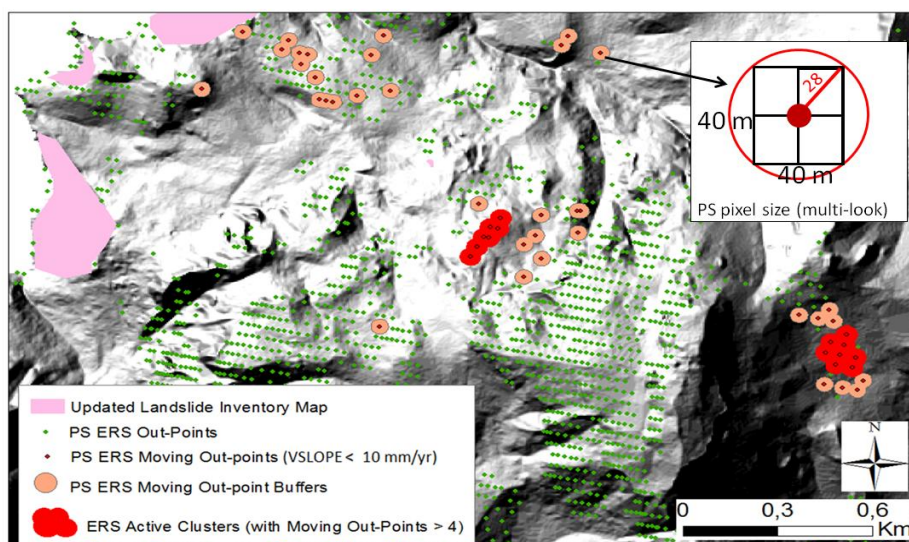 28
40 m
40 m
PS pixel size (multi-look)
Updated Landslide Inventory Map
PS ERS Out-Points
PS ERS Moving Out-points (VSLOPE < 10 mm/yr)
PS ERS Moving Out-point Buffers
ERS Active Clusters (with Moving Out-Points > 4)
N
0 0,3 0,6
Km